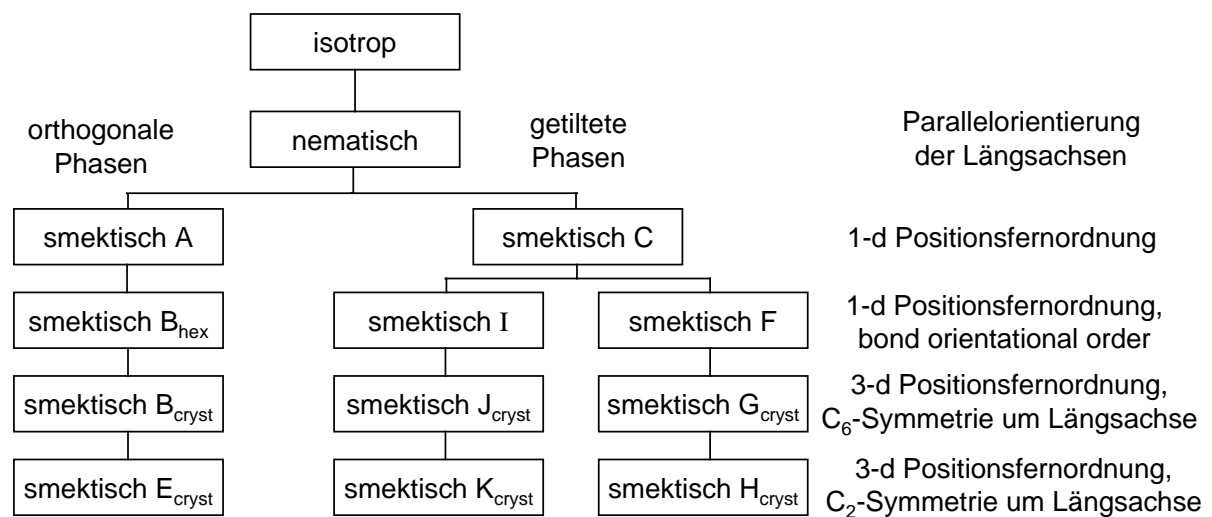 isotrop
orthogonale
Phasen
nematisch
getiltete
Phasen
Parallelorientierung
der Längsachsen
smektisch A
smektisch C
1-d Positionsfernordnung
smektisch B_hex
smektisch I
smektisch F
1-d Positionsfernordnung,
bond orientational order
smektisch B_cryst
smektisch J_cryst
smektisch G_cryst
3-d Positionsfernordnung,
C₆-Symmetrie um Längsachse
smektisch E_cryst
smektisch K_cryst
smektisch H_cryst
3-d Positionsfernordnung,
C₂-Symmetrie um Längsachse